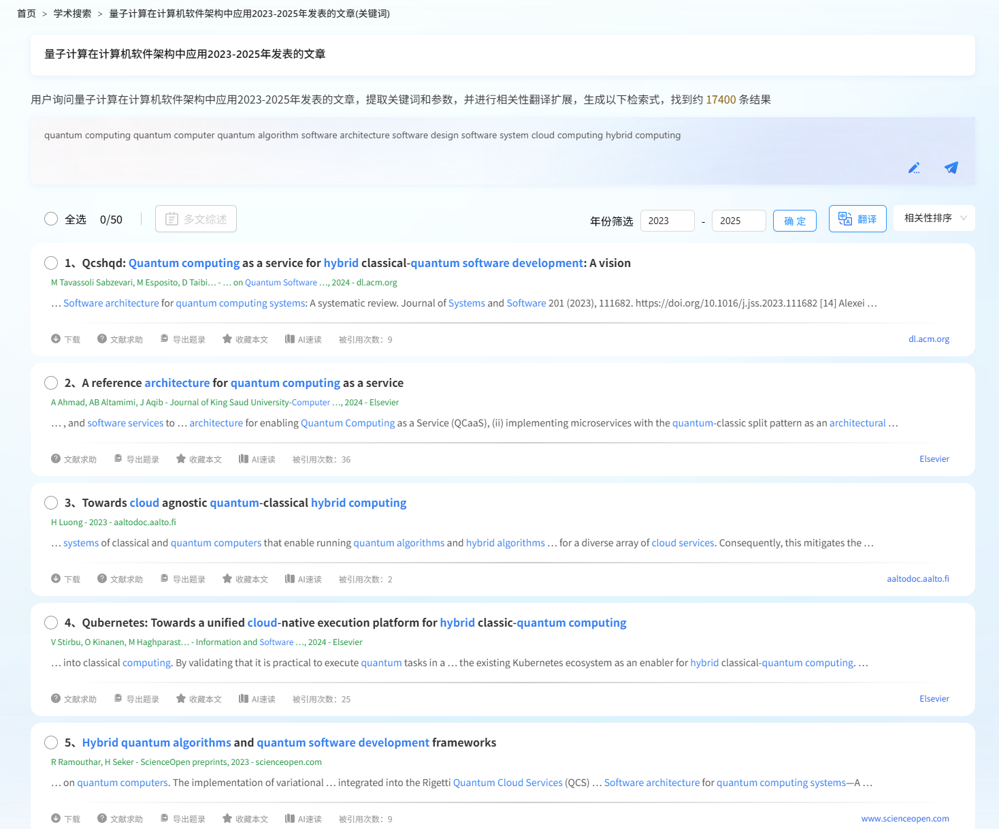 首页 > 学术搜索 > 量子计算在计算机软件架构中应用2023-2025年发表的文章(关键词)
量子计算在计算机软件架构中应用2023-2025年发表的文章
用户询问量子计算在计算机软件架构中应用2023-2025年发表的文章，提取关键词和参数，并进行相关性翻译扩展，生成以下检索式，找到约 17400 条结果
quantum computing quantum computer quantum algorithm software architecture software design software system cloud computing hybrid computing
全选 0/50 多文综述 年份筛选 2023 - 2025 确 定 翻译 相关性排序
1、Qcshqd: Quantum computing as a service for hybrid classical-quantum software development: A vision
M Tavassoli Sabzevari, M Esposito, D Taibi… - … on Quantum Software …, 2024 - dl.acm.org
… Software architecture for quantum computing systems: A systematic review. Journal of Systems and Software 201 (2023), 111682. https://doi.org/10.1016/j.jss.2023.111682 [14] Alexei …
下载 文献求助 导出题录 收藏本文 AI速读 被引用次数：9 dl.acm.org
2、A reference architecture for quantum computing as a service
A Ahmad, AB Altamimi, J Aqib - Journal of King Saud University-Computer …, 2024 - Elsevier
… , and software services to … architecture for enabling Quantum Computing as a Service (QCaaS), (ii) implementing microservices with the quantum-classic split pattern as an architectural …
文献求助 导出题录 收藏本文 AI速读 被引用次数：36 Elsevier
3、Towards cloud agnostic quantum-classical hybrid computing
H Luong - 2023 - aaltodoc.aalto.fi
… systems of classical and quantum computers that enable running quantum algorithms and hybrid algorithms … for a diverse array of cloud services. Consequently, this mitigates the …
下载 文献求助 导出题录 收藏本文 AI速读 被引用次数：2 aaltodoc.aalto.fi
4、Qubernetes: Towards a unified cloud-native execution platform for hybrid classic-quantum computing
V Stirbu, O Kinanen, M Haghparast… - Information and Software …, 2024 - Elsevier
… into classical computing. By validating that it is practical to execute quantum tasks in a … the existing Kubernetes ecosystem as an enabler for hybrid classical-quantum computing. …
文献求助 导出题录 收藏本文 AI速读 被引用次数：25 Elsevier
5、Hybrid quantum algorithms and quantum software development frameworks
R Ramouthar, H Seker - ScienceOpen preprints, 2023 - scienceopen.com
… on quantum computers. The implementation of variational … integrated into the Rigetti Quantum Cloud Services (QCS) … Software architecture for quantum computing systems—A …
下载 文献求助 导出题录 收藏本文 AI速读 被引用次数：9 www.scienceopen.com